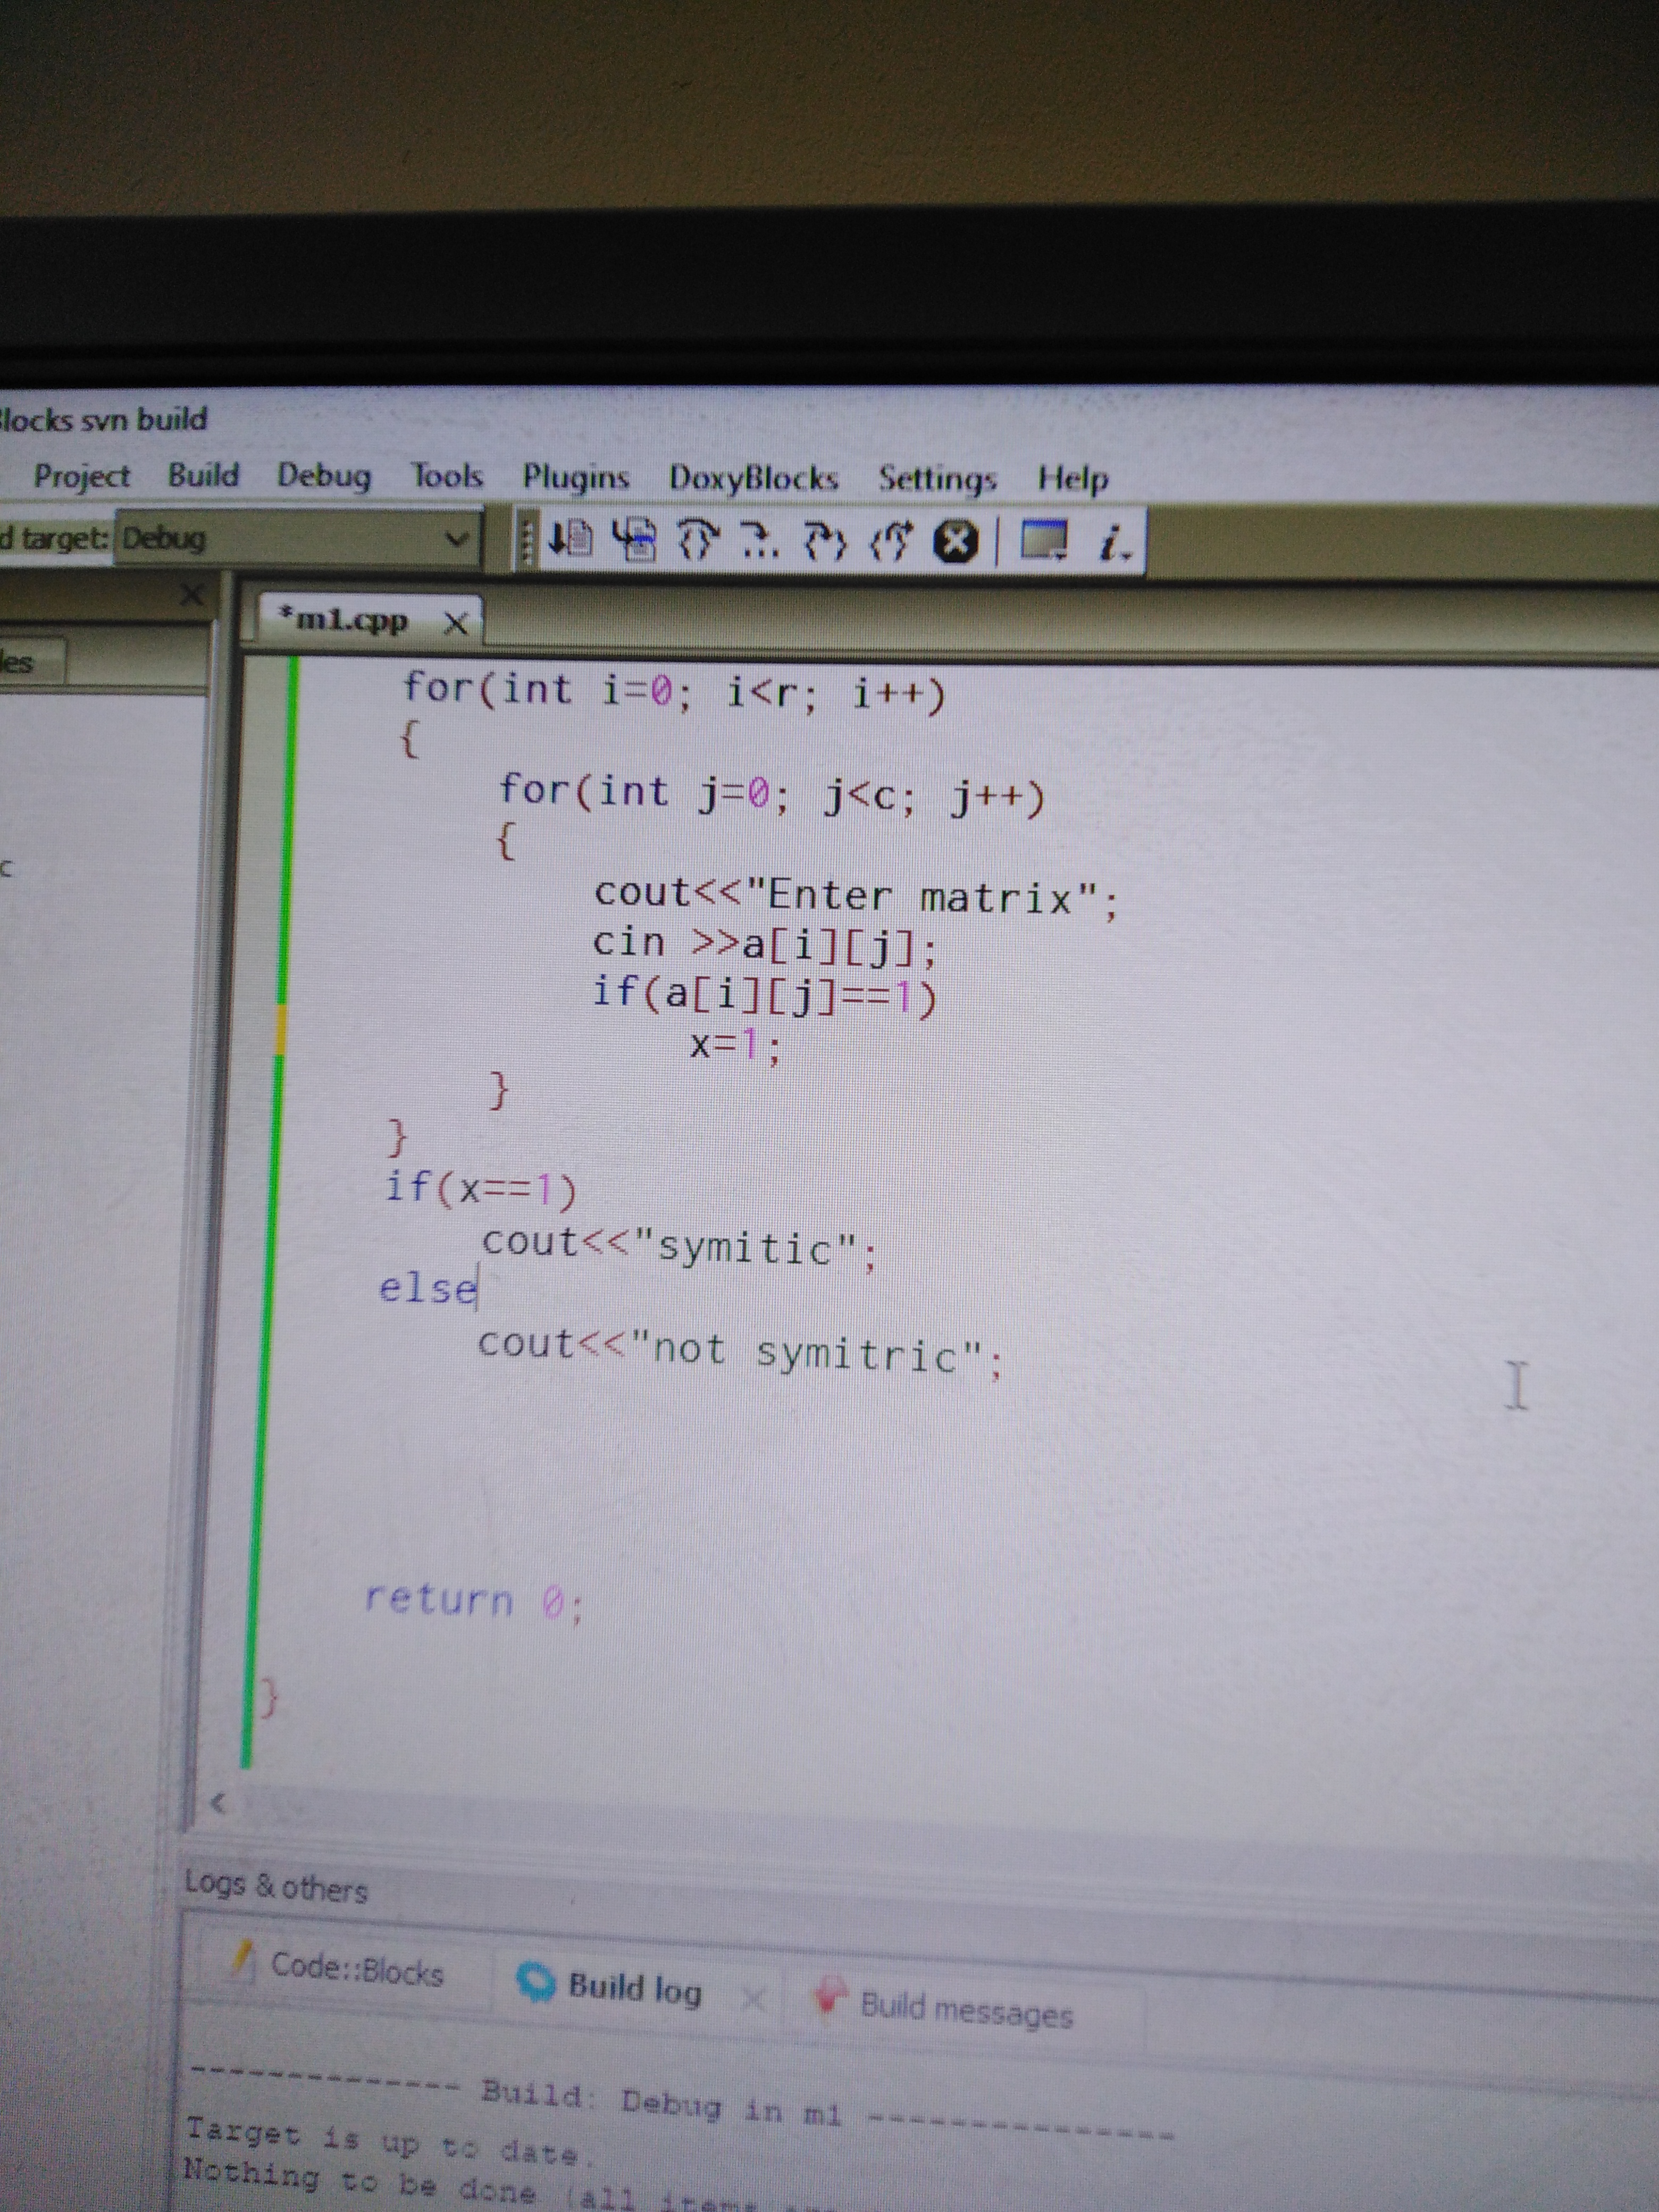 locks svn build
Project Build Debug Tools Plugins DoxyBlocks Settings Help
d target: Debug
*m1.cpp
les
for(int i=0; i<r; i++)
{
for(int j=0; j<c; j++)
{
c
cout<<"Enter matrix";
cin >>a[i][j];
if(a[i][j]==1)
x=1;
}
}
if(x==1)
cout<<"symitic";
else
cout<<"not symitric";
return 0;
}
Logs & others
Code::Blocks Build log Build messages
-------------- Build: Debug in m1 ---------------
Target is up to date.
Nothing to be done (all items